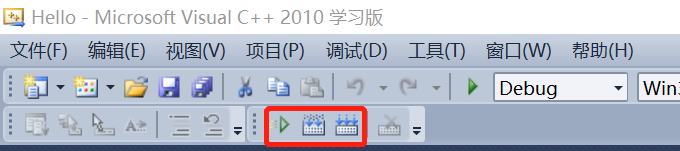 Hello - Microsoft Visual C++ 2010 学习版
文件(F) 编辑(E) 视图(V) 项目(P) 调试(D) 工具(T) 窗口(W) 帮助(H)
Debug Win3